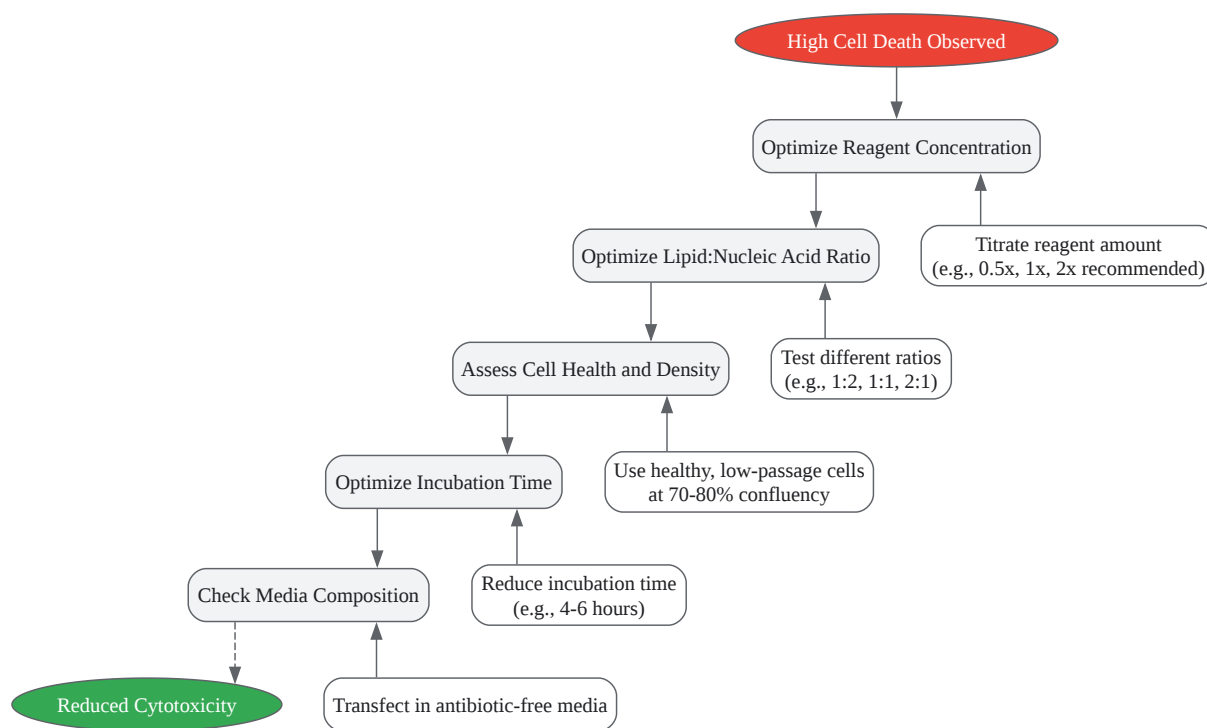 High Cell Death Observed
Optimize Reagent Concentration
Titrate reagent amount
(e.g., 0.5x, 1x, 2x recommended)
Optimize Lipid:Nucleic Acid Ratio
Test different ratios
(e.g., 1:2, 1:1, 2:1)
Assess Cell Health and Density
Use healthy, low-passage cells
at 70-80% confluency
Optimize Incubation Time
Reduce incubation time
(e.g., 4-6 hours)
Check Media Composition
Transfect in antibiotic-free media
Reduced Cytotoxicity